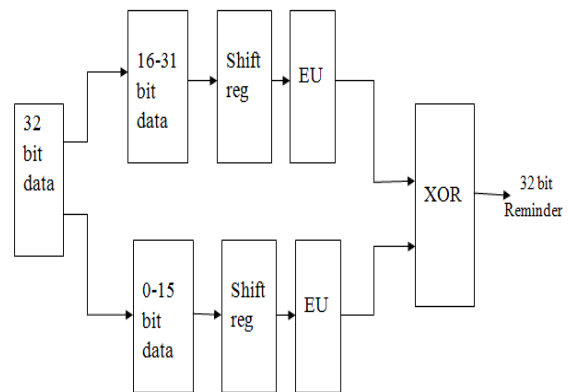 32
bit
data
16-31
bit
data
Shift
reg
EU
0-15
bit
data
Shift
reg
EU
XOR
32 bit
Reminder